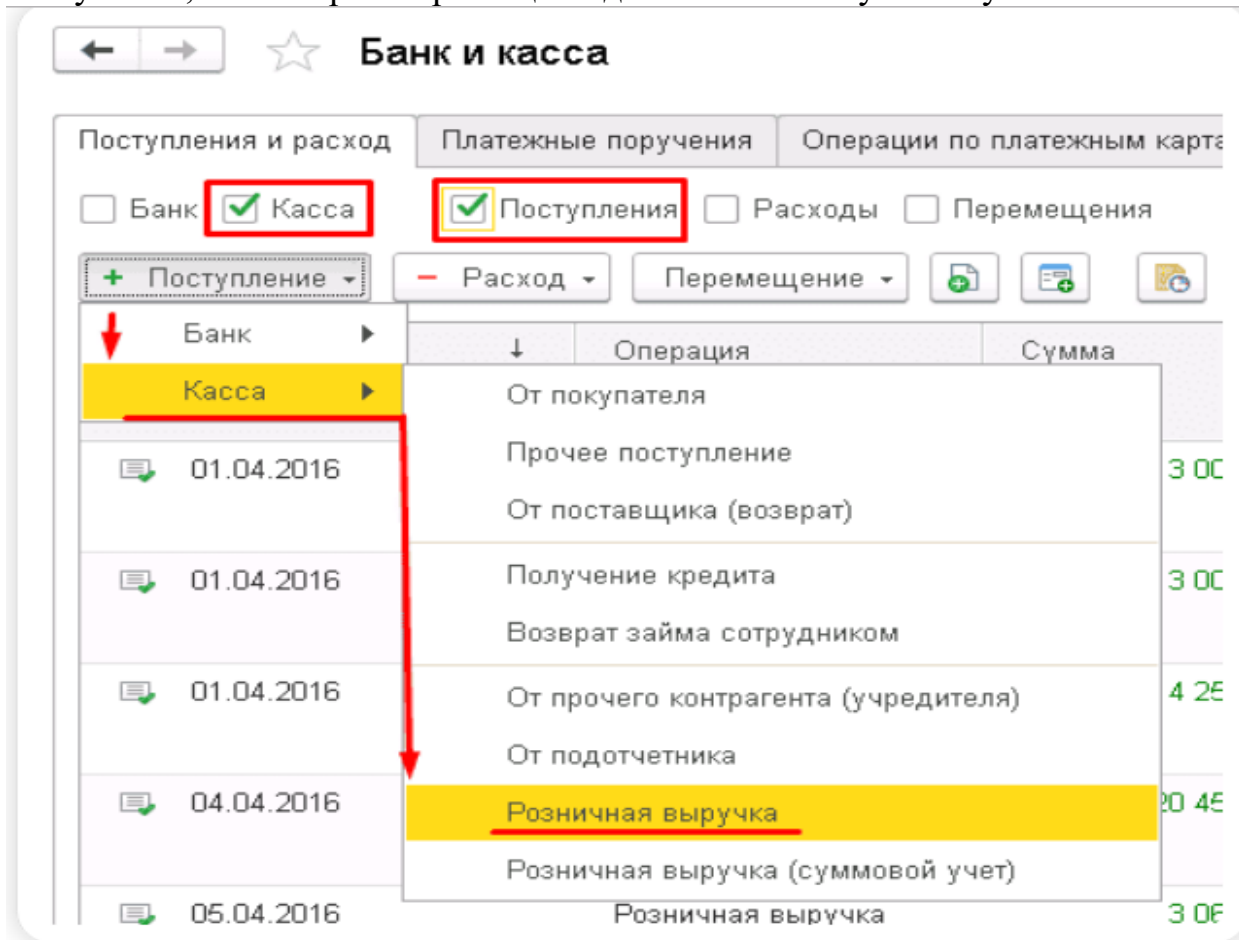 Банк и касса
Поступления и расход Платежные поручения Операции по платежным карта
Банк Касса Поступления Расходы Перемещения
+ Поступление − Расход Перемещение
Банк
↓ Операция Сумма
Касса
От покупателя
Прочее поступление
01.04.2016 3 00
От поставщика (возврат)
Получение кредита
01.04.2016 3 00
Возврат займа сотрудником
От прочего контрагента (учредителя)
01.04.2016 4 25
От подотчетника
Розничная выручка
04.04.2016 20 45
Розничная выручка (суммовой учет)
05.04.2016 Розничная выручка 3 06